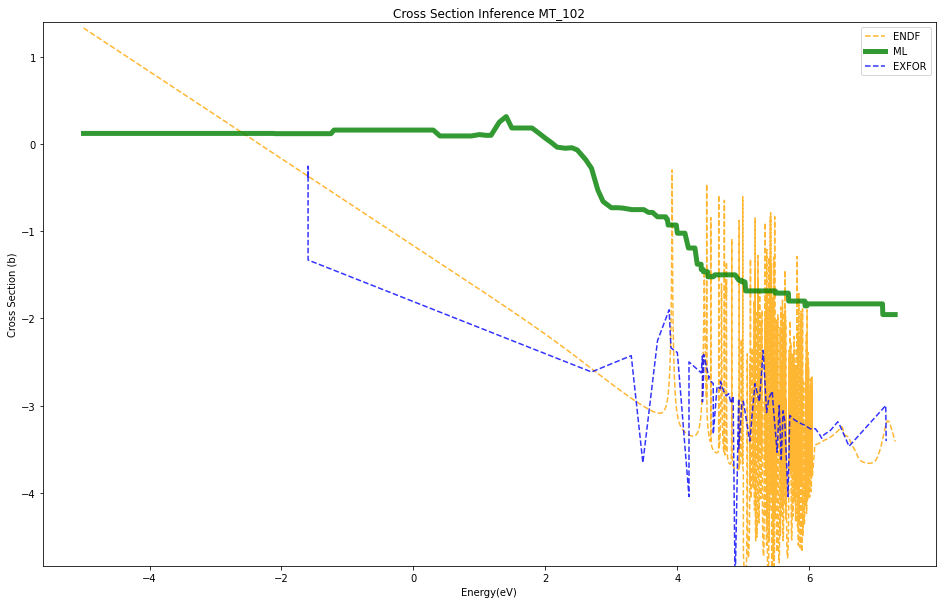 Cross Section Inference MT_102
ENDF
ML
EXFOR
Cross Section (b)
1
0
−1
−2
−3
−4
−4
−2
0
2
4
6
Energy(eV)